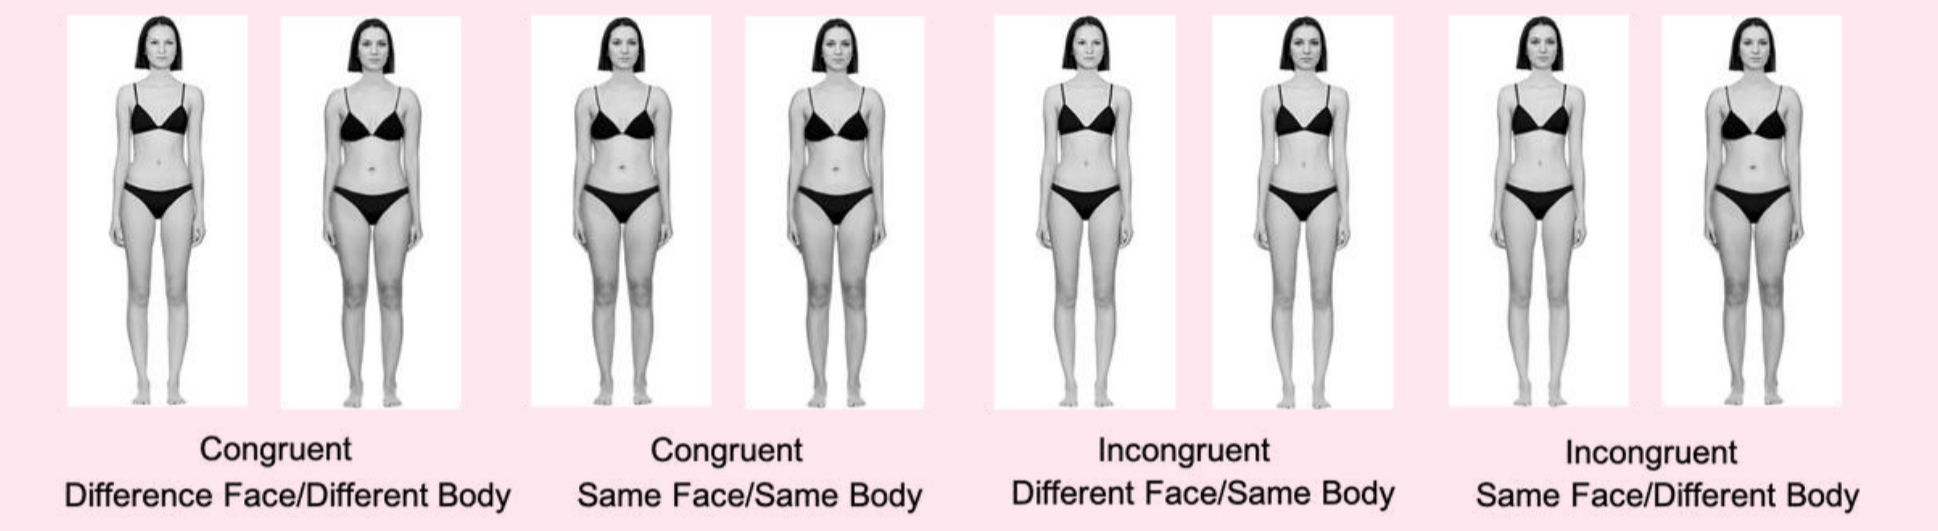 Congruent
Difference Face/Different Body
Congruent
Same Face/Same Body
Incongruent
Different Face/Same Body
Incongruent
Same Face/Different Body